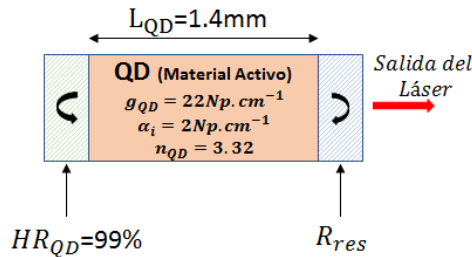 L_QD=1.4mm
QD (Material Activo)
g_QD = 22Np.cm^-1
α_i = 2Np.cm^-1
n_QD = 3.32
Salida del
Láser
HR_QD=99%
R_res